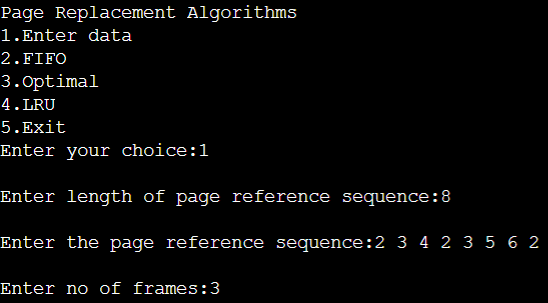 Page Replacement Algorithms
1.Enter data
2.FIFO
3.Optimal
4.LRU
5.Exit
Enter your choice:1
Enter length of page reference sequence:8
Enter the page reference sequence:2 3 4 2 3 5 6 2
Enter no of frames:3